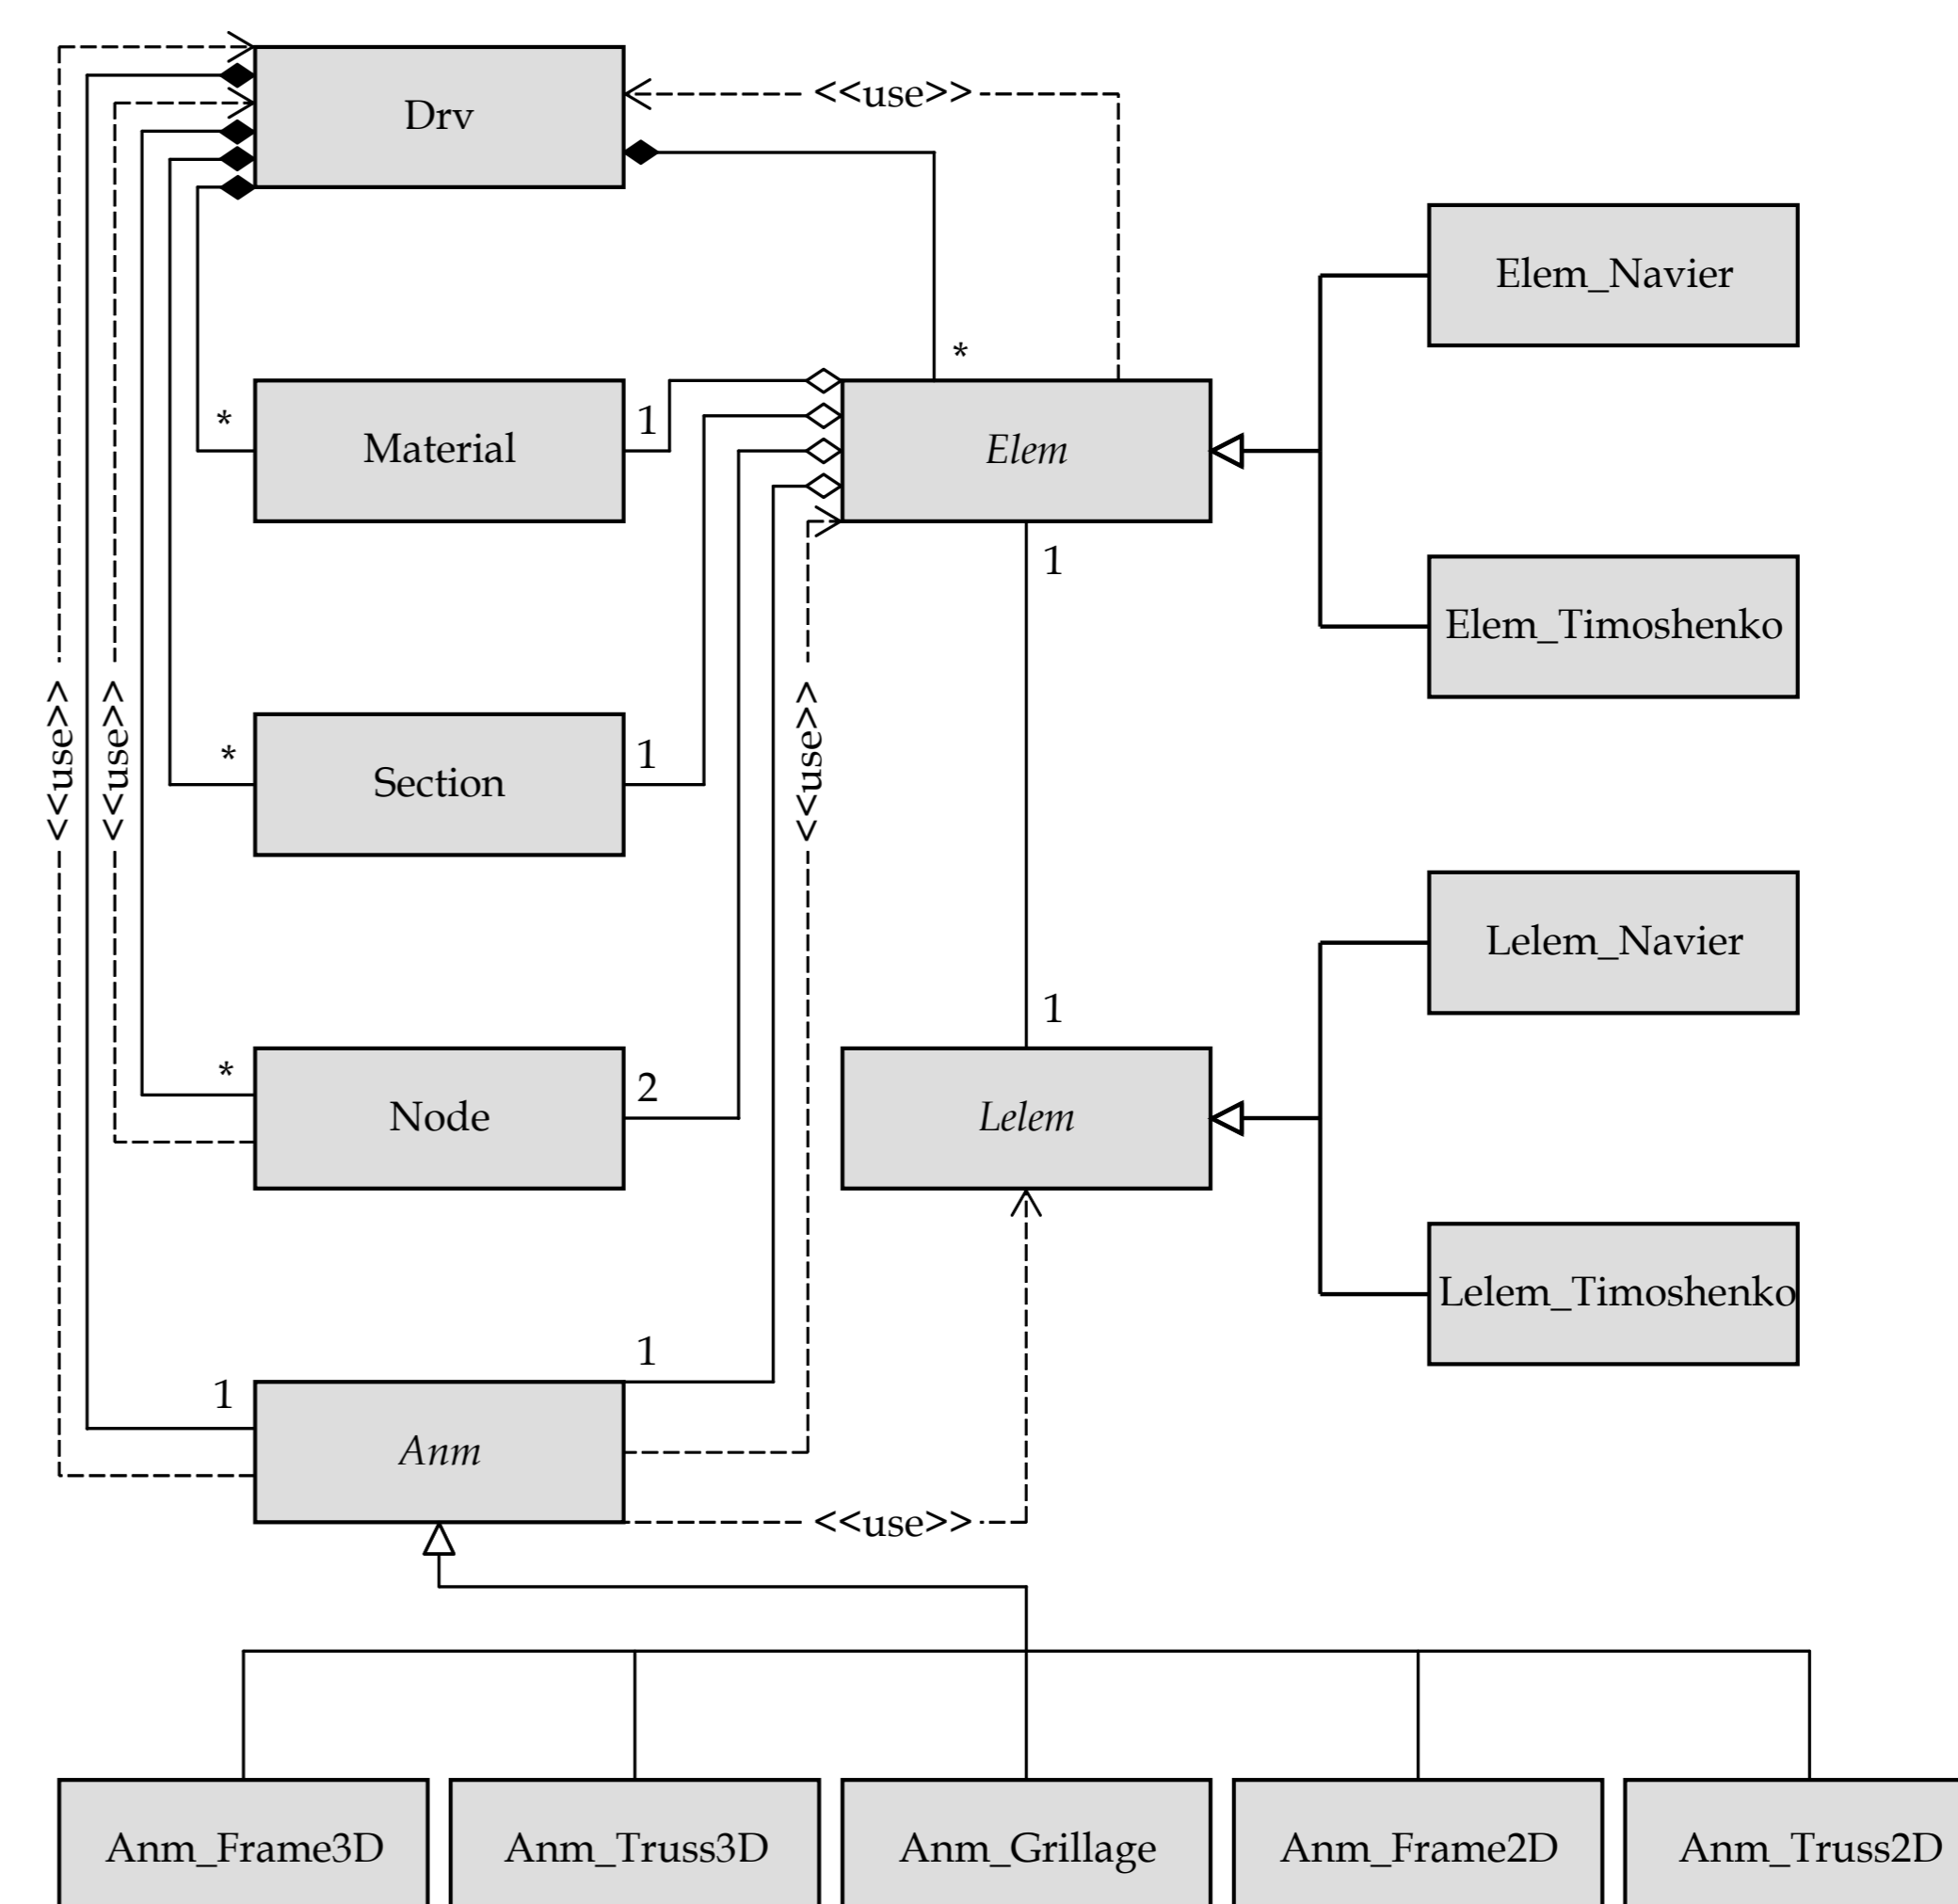 Drv
<<use>>
Elem_Navier
*
*
Material
1
Elem
1
Elem_Timoshenko
<<use>>
<<use>>
*
Section
1
<<use>>
Lelem_Navier
*
Node
2
1
Lelem
Lelem_Timoshenko
1
1
Anm
<<use>>
Anm_Frame3D
Anm_Truss3D
Anm_Grillage
Anm_Frame2D
Anm_Truss2D